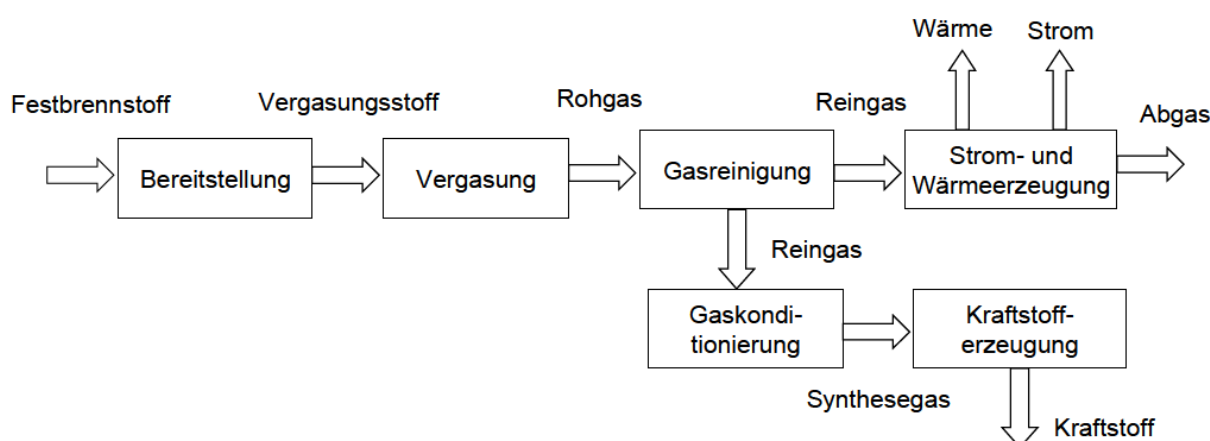 Wärme
Strom
Festbrennstoff
Vergasungsstoff
Rohgas
Reingas
Abgas
Bereitstellung
Vergasung
Gasreinigung
Strom- und
Wärmeerzeugung
Reingas
Gaskondi-
tionierung
Kraftstoff-
erzeugung
Synthesegas
Kraftstoff